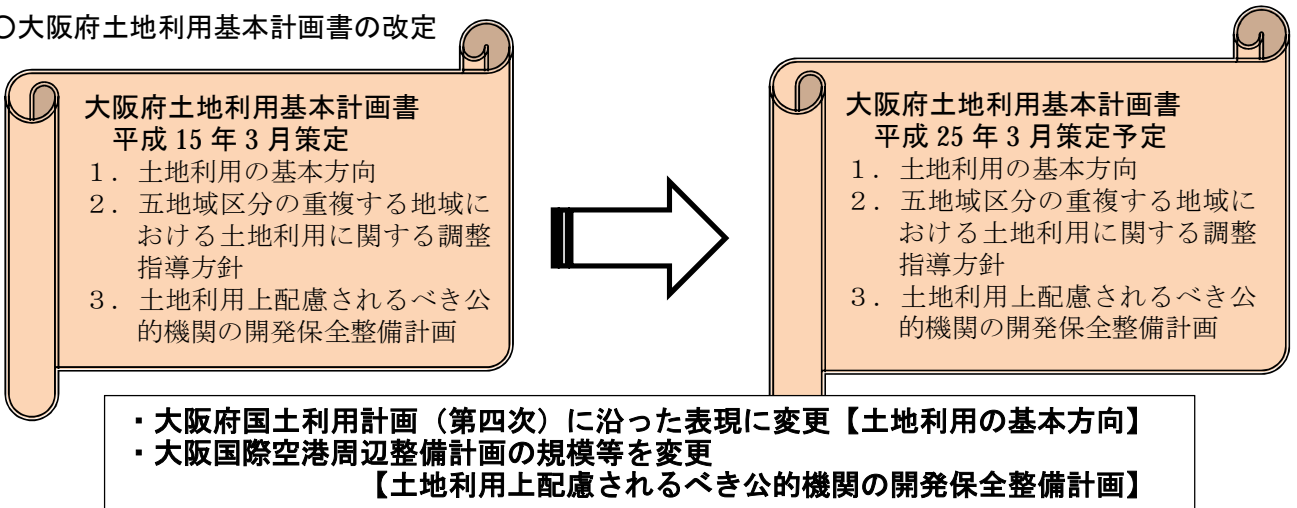 〇大阪府土地利用基本計画書の改定
大阪府土地利用基本計画書
平成 15 年 3 月策定
１．土地利用の基本方向
２．五地域区分の重複する地域に
おける土地利用に関する調整
指導方針
３．土地利用上配慮されるべき公
的機関の開発保全整備計画
大阪府土地利用基本計画書
平成 25 年 3 月策定予定
１．土地利用の基本方向
２．五地域区分の重複する地域に
おける土地利用に関する調整
指導方針
３．土地利用上配慮されるべき公
的機関の開発保全整備計画
・大阪府国土利用計画（第四次）に沿った表現に変更【土地利用の基本方向】
・大阪国際空港周辺整備計画の規模等を変更
【土地利用上配慮されるべき公的機関の開発保全整備計画】